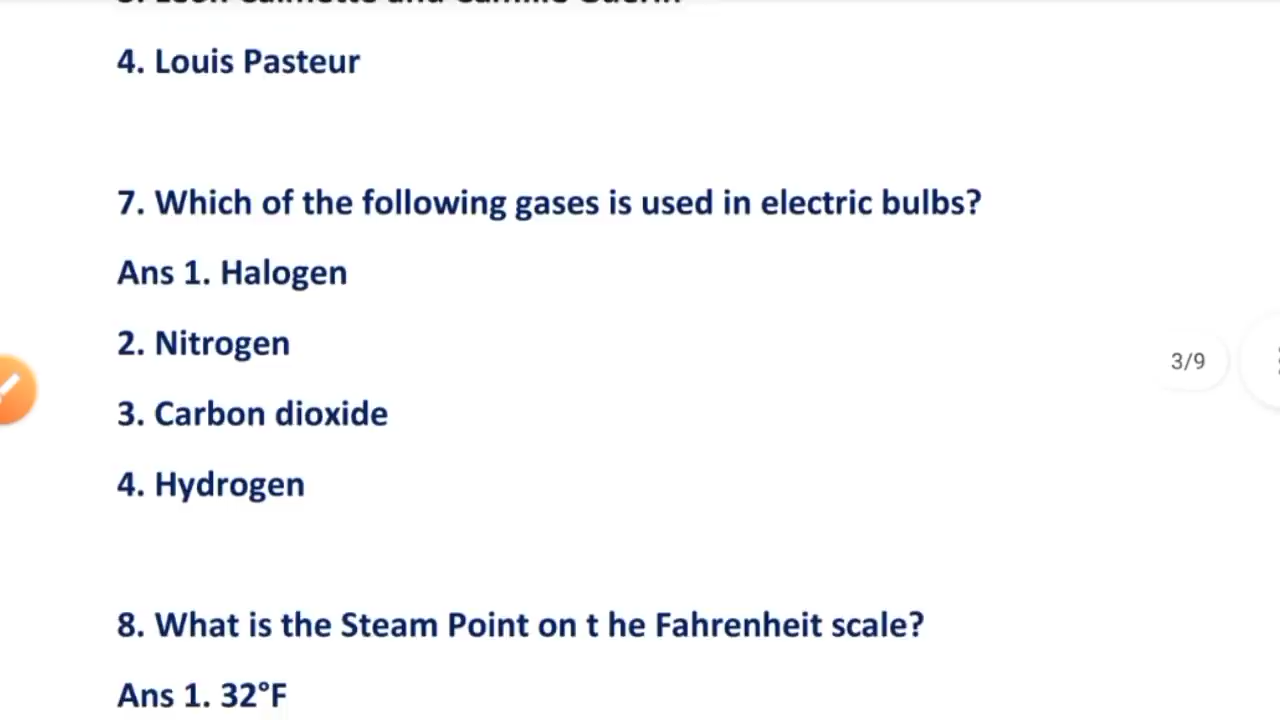 4. Louis Pasteur
7. Which of the following gases is used in electric bulbs?
Ans 1. Halogen
2. Nitrogen
3/9
3. Carbon dioxide
4. Hydrogen
8. What is the Steam Point on t he Fahrenheit scale?
Ans 1. 32°F